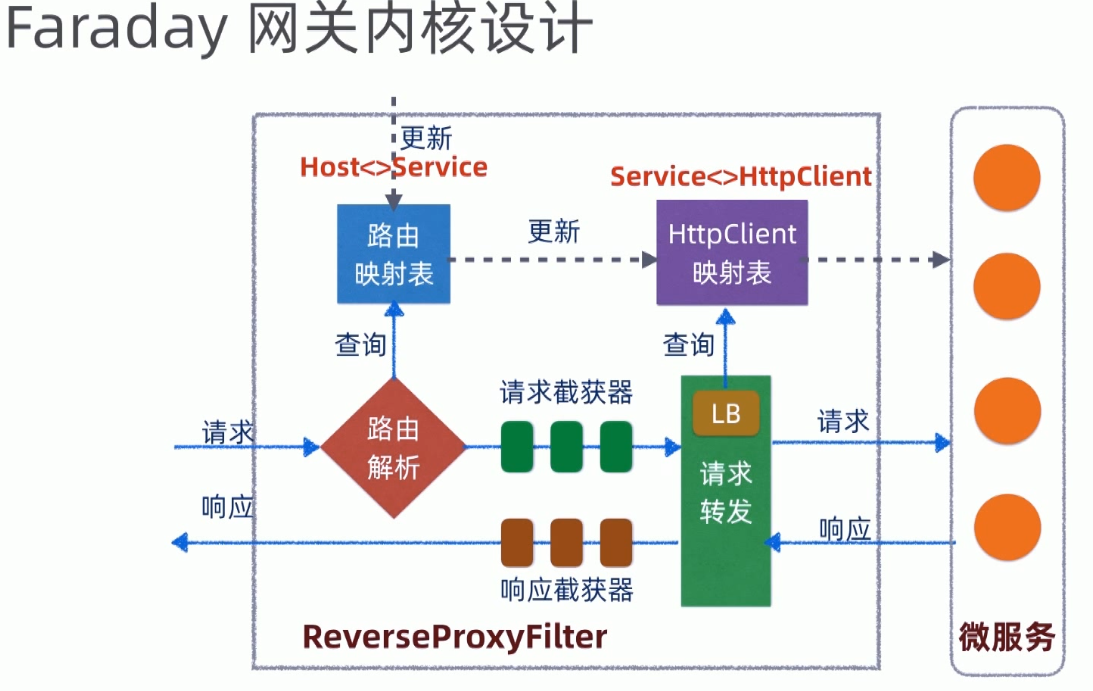 Faraday 网关内核设计
更新
Host<>Service
Service<>HttpClient
路由
映射表
更新
HttpClient
映射表
查询
查询
请求截获器
请求
路由
解析
LB
请求
转发
请求
响应
响应
响应截获器
ReverseProxyFilter
微服务